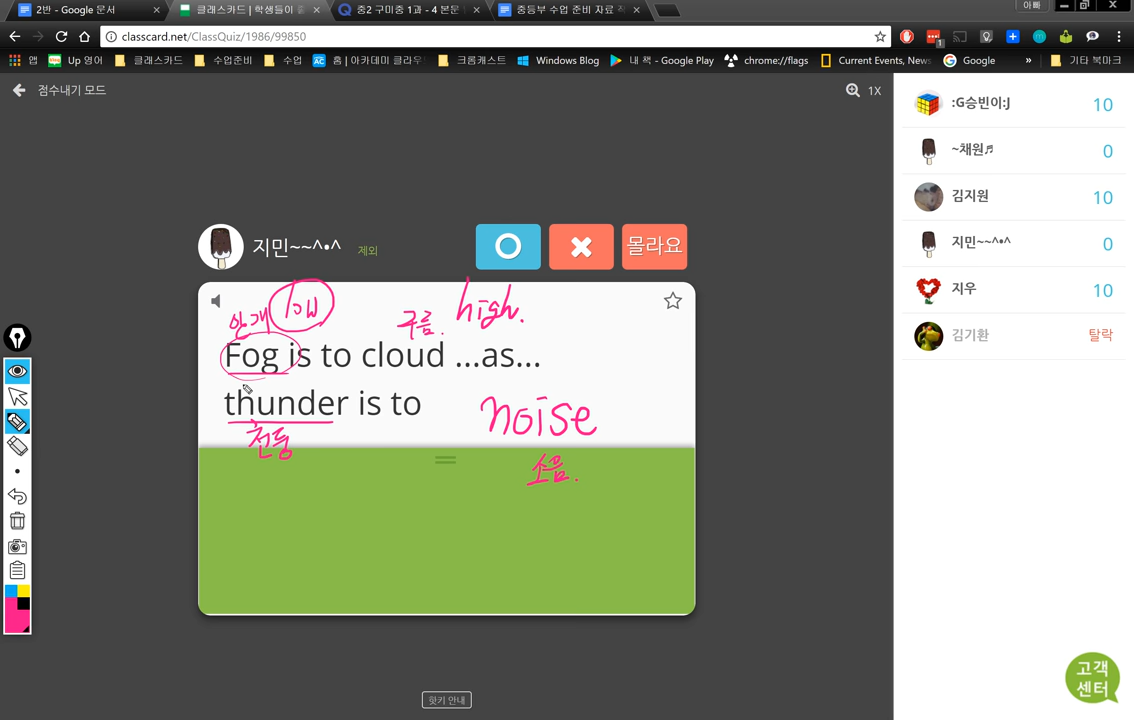 2반 - Google 문서
클래스카드 | 학생들이 클
중2 구미중 1과 - 4 본문
중등부 수업 준비 자료 작
아빠
classcard.net/ClassQuiz/1986/99850
앱
Up 영어
클래스카드
수업준비
수업
홈 | 아카데미 클라우
크롬캐스트
Windows Blog
내 책 - Google Play
chrome://flags
Current Events, News
Google
»
기타 북마크
점수내기 모드
1X
지민~~^•^
제외
몰라요
안개
low
구름.
high.
Fog is to cloud ...as...
thunder is to
noise
천둥
소음.
핫키 안내
:G승빈이:J
10
~채원♬
0
김지원
10
지민~~^•^
0
지우
10
김기환
탈락
고객
센터